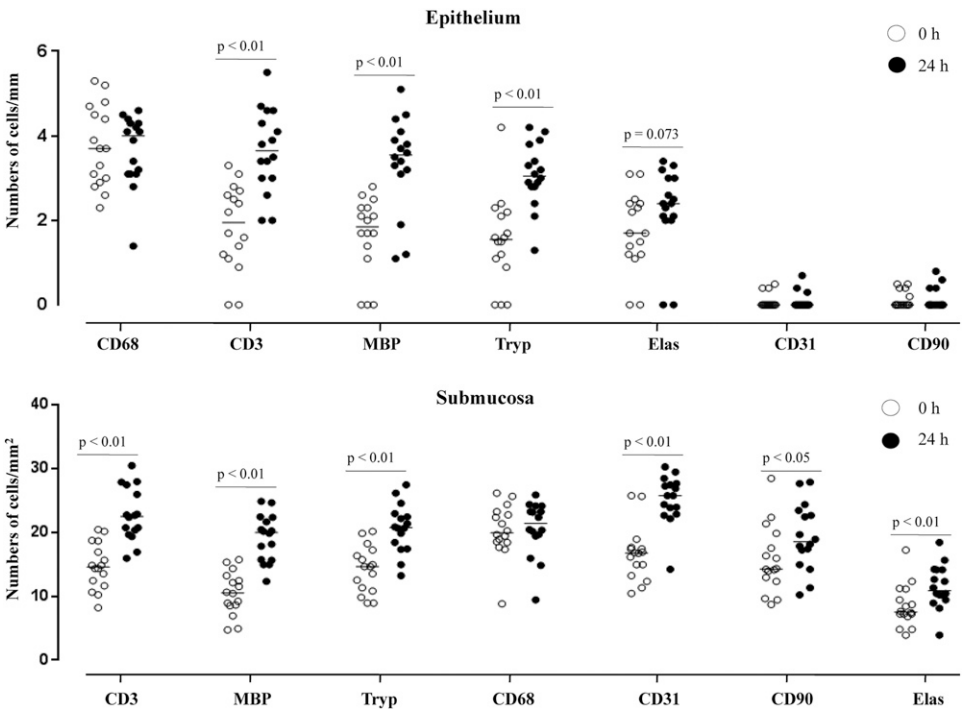 Epithelium
0 h
24 h
Numbers of cells/mm
6
4
2
0
p < 0.01
p < 0.01
p < 0.01
p = 0.073
CD68 CD3 MBP Tryp Elas CD31 CD90
Submucosa
0 h
24 h
Numbers of cells/mm²
40
30
20
10
0
p < 0.01
p < 0.01
p < 0.01
p < 0.01
p < 0.05
p < 0.01
CD3 MBP Tryp CD68 CD31 CD90 Elas